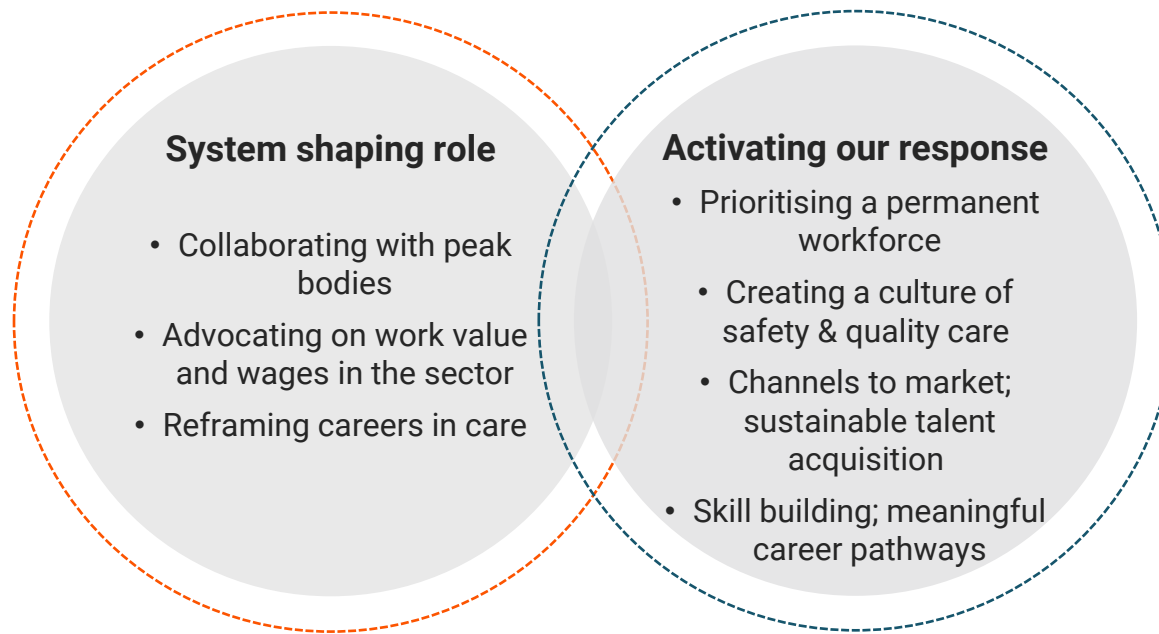 System shaping role
• Collaborating with peak
bodies
• Advocating on work value
and wages in the sector
• Reframing careers in care
Activating our response
• Prioritising a permanent
workforce
• Creating a culture of
safety & quality care
• Channels to market;
sustainable talent
acquisition
• Skill building; meaningful
career pathways